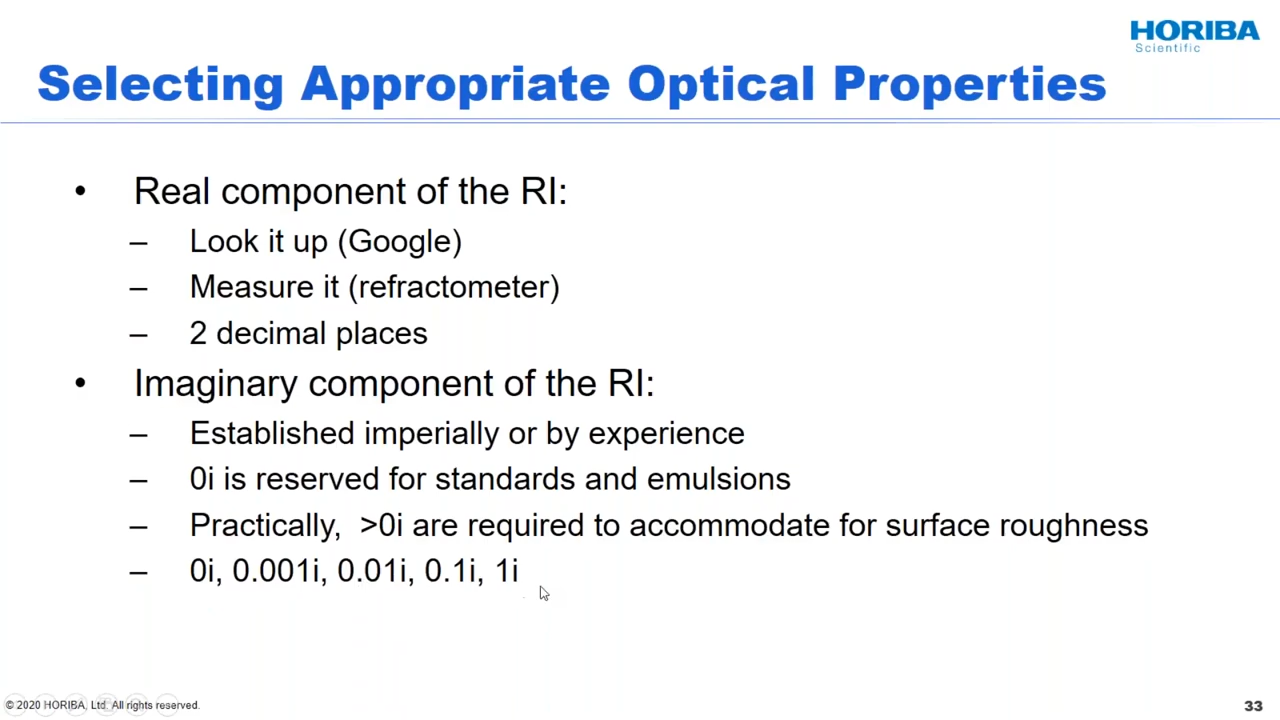 HORIBA
Scientific
Selecting Appropriate Optical Properties
• Real component of the RI:
– Look it up (Google)
– Measure it (refractometer)
– 2 decimal places
• Imaginary component of the RI:
– Established imperially or by experience
– 0i is reserved for standards and emulsions
– Practically,  >0i are required to accommodate for surface roughness
– 0i, 0.001i, 0.01i, 0.1i, 1i
© 2020 HORIBA, Ltd. All rights reserved.
33